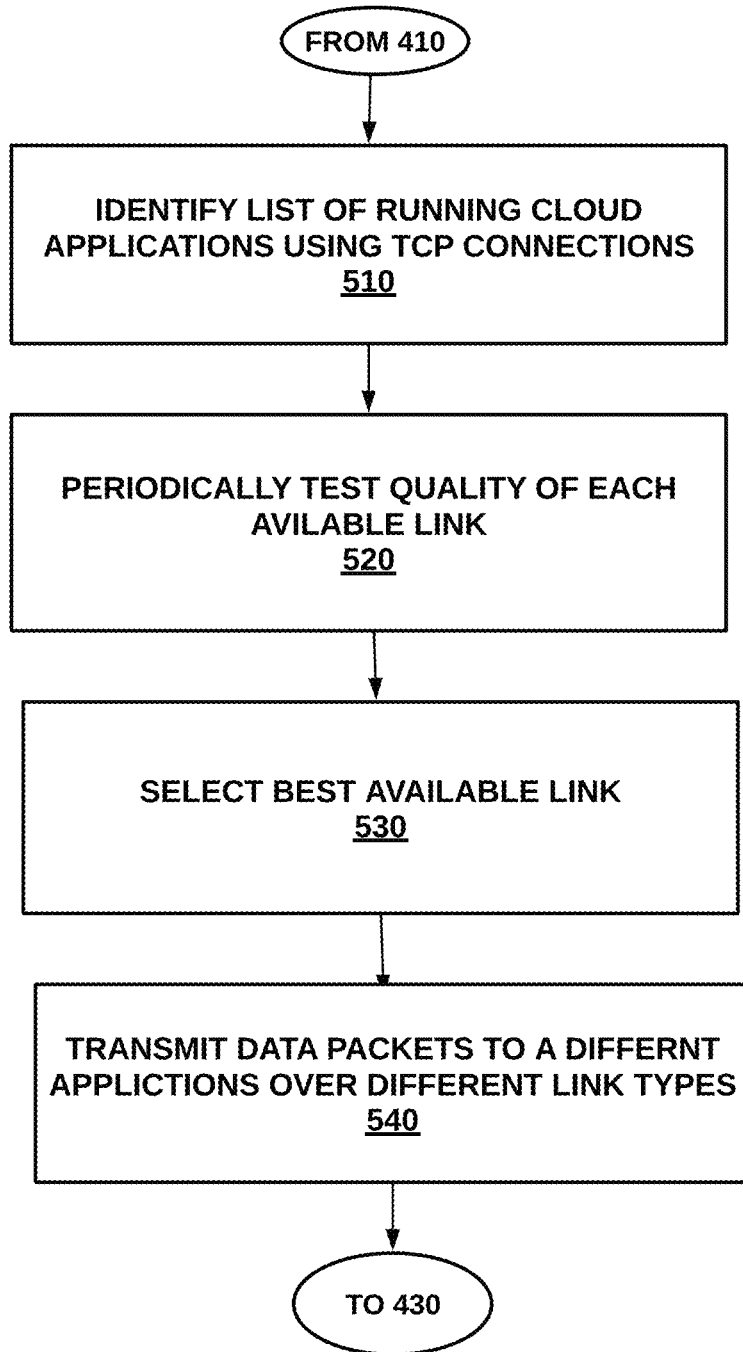 FROM 410
IDENTIFY LIST OF RUNNING CLOUD
APPLICATIONS USING TCP CONNECTIONS
510
PERIODICALLY TEST QUALITY OF EACH
AVILABLE LINK
520
SELECT BEST AVAILABLE LINK
530
TRANSMIT DATA PACKETS TO A DIFFERNT
APPLICTIONS OVER DIFFERENT LINK TYPES
540
TO 430